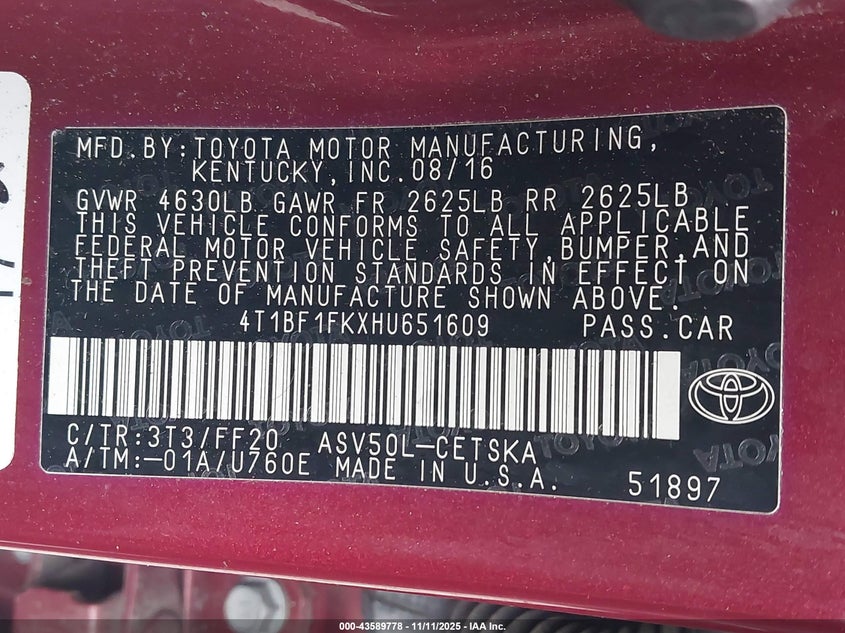 MFD.BY:TOYOTA MOTOR MANUFACTURING,
KENTUCKY,INC.08/16
GVWR 4630LB GAWR FR 2625LB RR 2625LB
THIS VEHICLE CONFORMS TO ALL APPLICABLE
FEDERAL MOTOR VEHICLE SAFETY,BUMPER,AND
THEFT PREVENTION STANDARDS IN EFFECT ON
THE DATE OF MANUFACTURE SHOWN ABOVE.
4T1BF1FKXHU651609 PASS.CAR
C/TR:3T3/FF20 ASV50L-CETSKA
A/TM:-01A/U760E MADE IN U.S.A. 51897
000-43589778 - 11/11/2025 - IAA Inc.